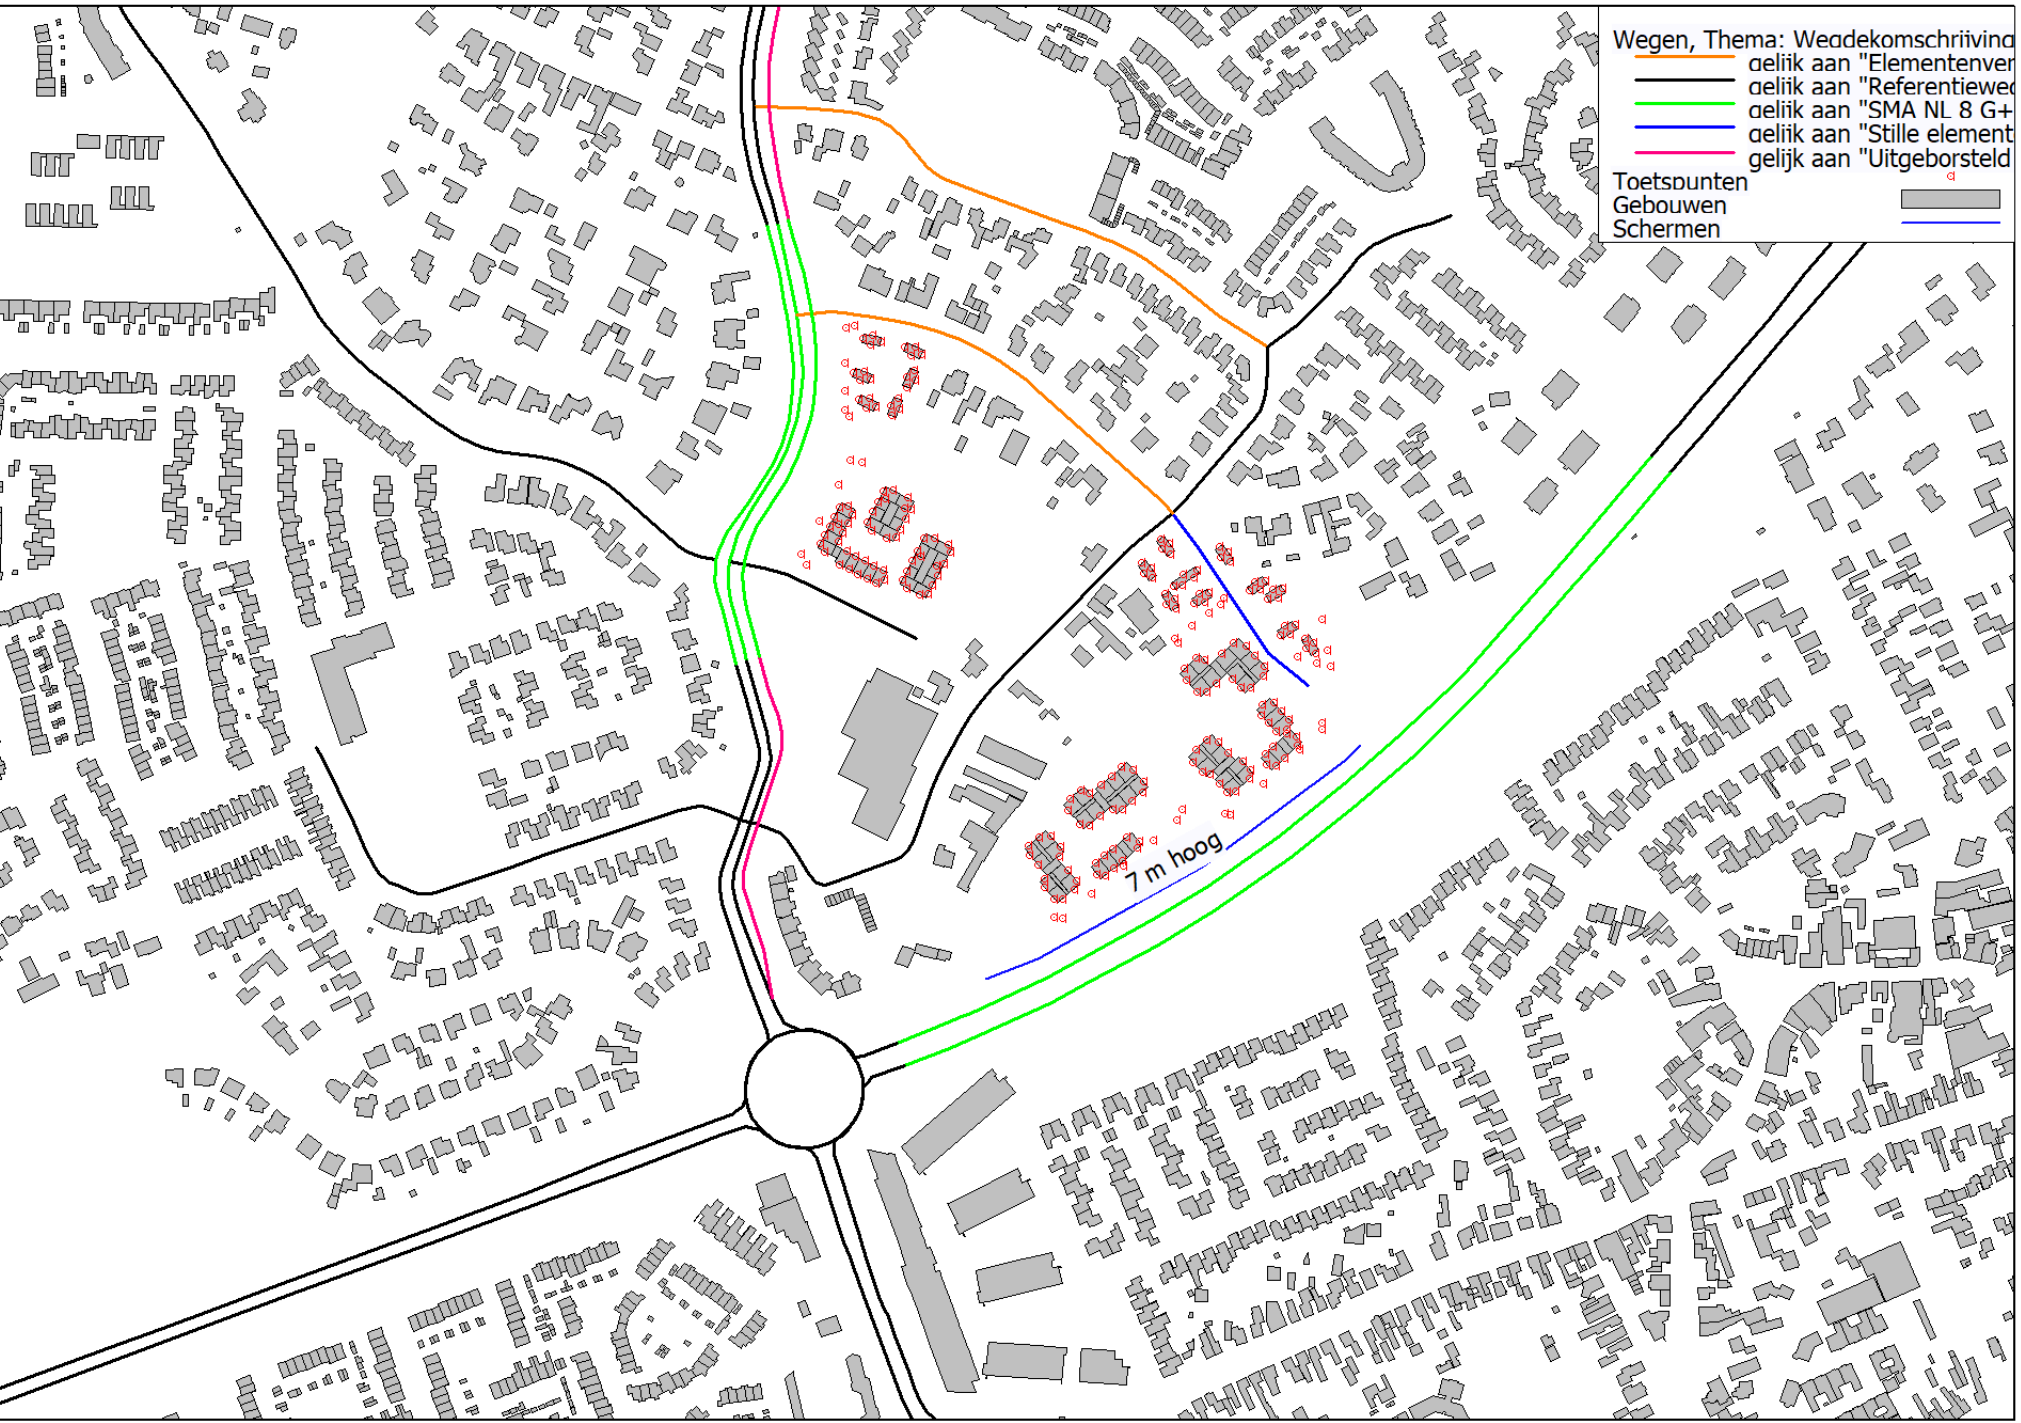 Wegen, Thema: Wegdekomschrijving
gelijk aan "Elementenver
gelijk aan "Referentieweg
gelijk aan "SMA NL 8 G+
gelijk aan "Stille element
gelijk aan "Uitgeborsteld
Toetspunten
Gebouwen
Schermen
7 m hoog